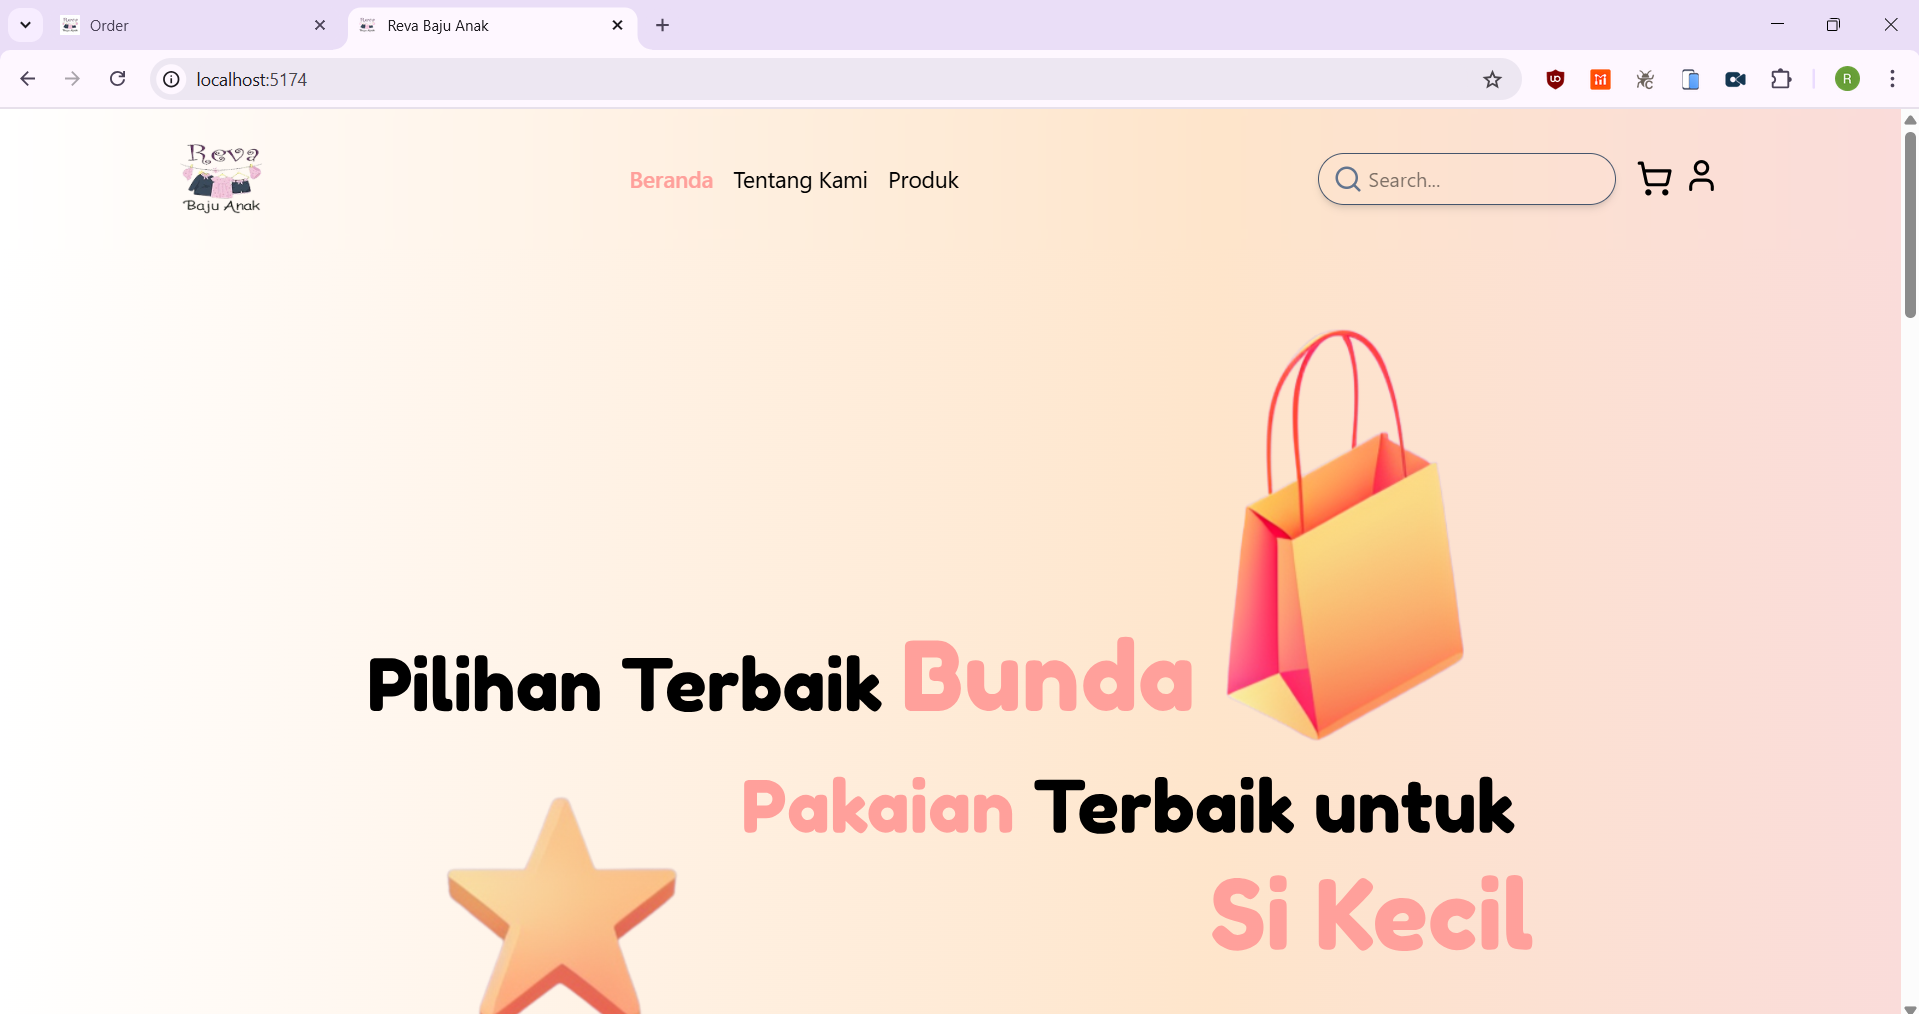 Order
Reva Baju Anak
localhost:5174
R
Reva
Baju Anak
Beranda Tentang Kami Produk
Search...
Pilihan Terbaik Bunda
Pakaian Terbaik untuk
Si Kecil